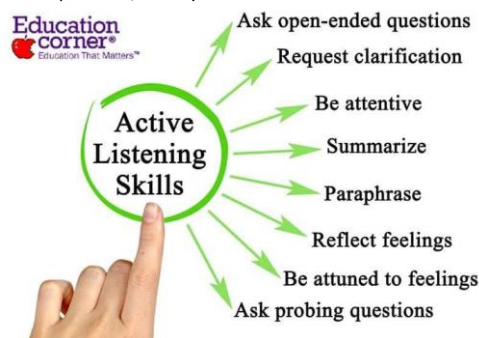 Education
corner®
Education That Matters™
Ask open-ended questions
Request clarification
Be attentive
Summarize
Paraphrase
Reflect feelings
Be attuned to feelings
Ask probing questions
Active
Listening
Skills